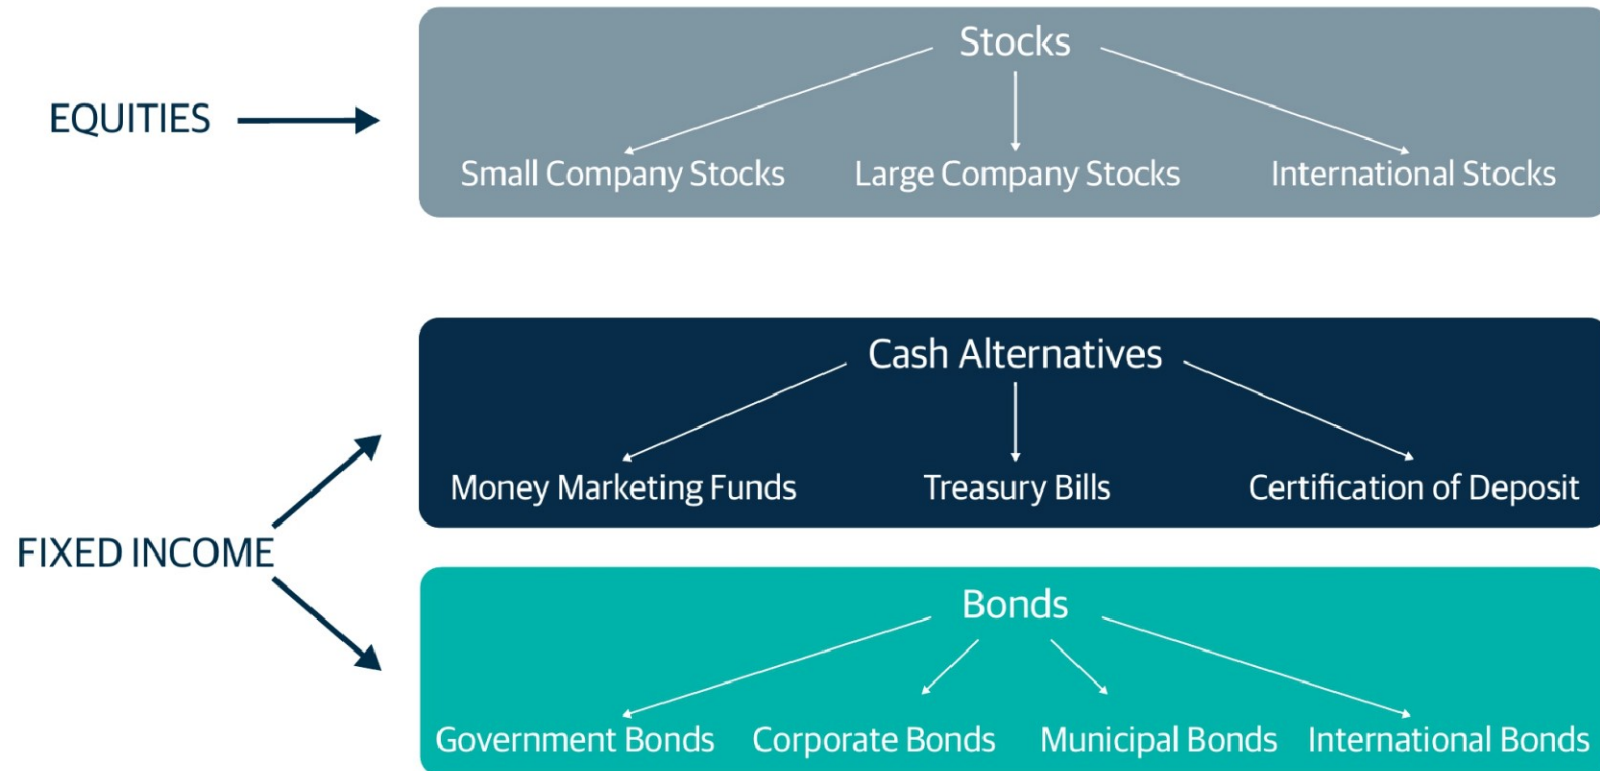 Stocks
EQUITIES
Small Company Stocks Large Company Stocks International Stocks
Cash Alternatives
Money Marketing Funds Treasury Bills Certification of Deposit
FIXED INCOME
Bonds
Government Bonds Corporate Bonds Municipal Bonds International Bonds